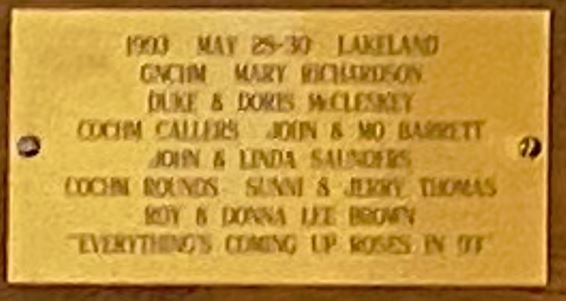 1993 MAY 28-30 LAKELAND
GNCHM MARY RICHARDSON
DUKE & DORIS McCLESKEY
COCHM CALLERS JOHN & MO BARRETT
JOHN & LINDA SAUNDERS
COCHM ROUNDS SUNNI & JERRY THOMAS
ROY & DONNA LEE BROWN
"EVERYTHING'S COMING UP ROSES IN 93"